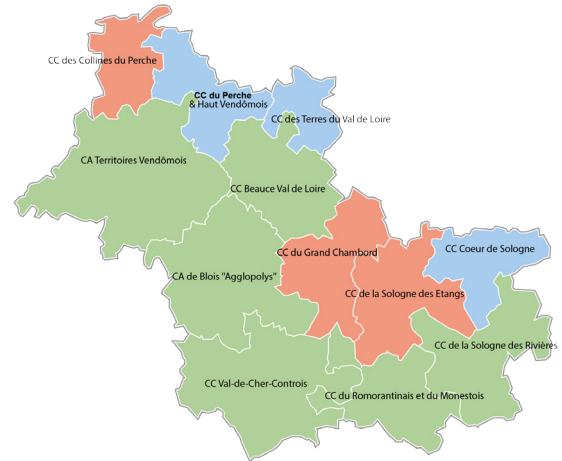 CC des Collines du Perche
CC du Perche
& Haut Vendômois
CC des Terres du Val de Loire
CA Territoires Vendômois
CC Beauce Val de Loire
CC du Grand Chambord
CC Coeur de Sologne
CA de Blois "Agglopolys"
CC de la Sologne des Etangs
CC de la Sologne des Rivières
CC Val-de-Cher-Controis
CC du Romorantinais et du Monestois